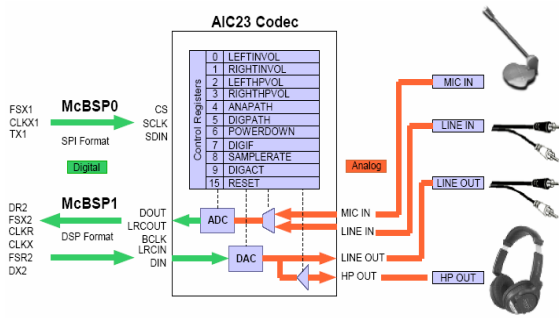 AIC23 Codec
Control Registers
0 LEFTINVOL
1 RIGHTINVOL
2 LEFTHPVOL
3 RIGHTHPVOL
4 ANAPATH
5 DIGPATH
6 POWERDOWN
7 DIGIF
8 SAMPLERATE
9 DIGACT
15 RESET
McBSP0
FSX1
CLKX1
TX1
SPI Format
CS
SCLK
SDIN
Digital
McBSP1
DR2
FSX2
CLKR
CLKX
FSR2
DX2
DSP Format
DOUT
LRCOUT
BCLK
LRCIN
DIN
ADC
DAC
Analog
MIC IN
LINE IN
LINE OUT
HP OUT
MIC IN
LINE IN
LINE OUT
HP OUT